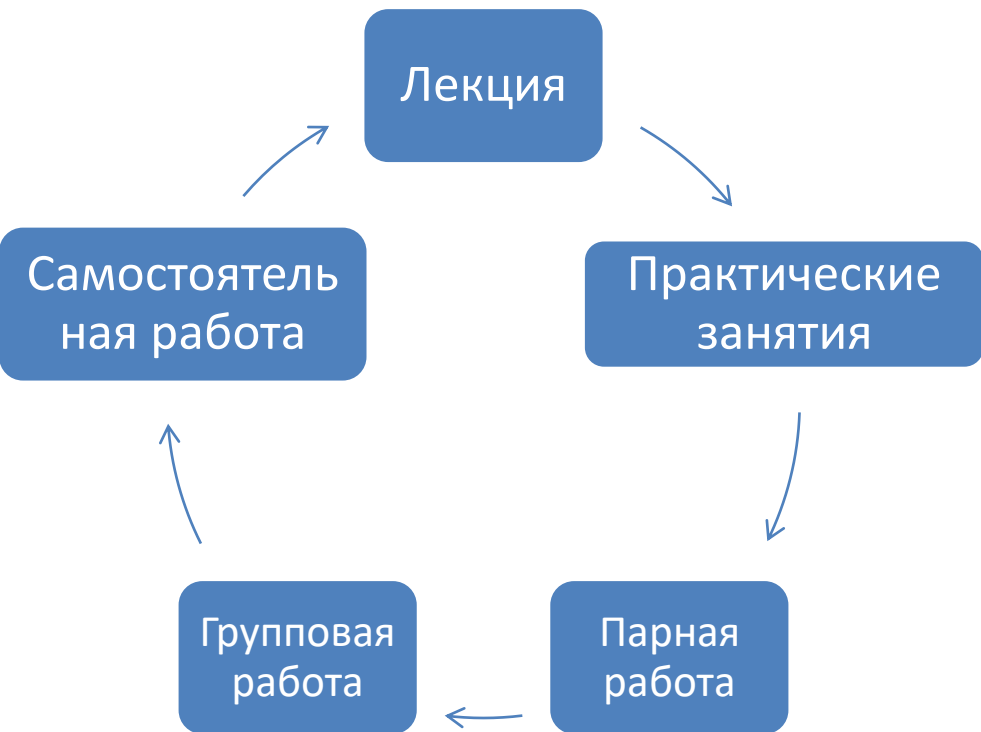 Лекция
Практические
занятия
Парная
работа
Групповая
работа
Самостоятель
ная работа